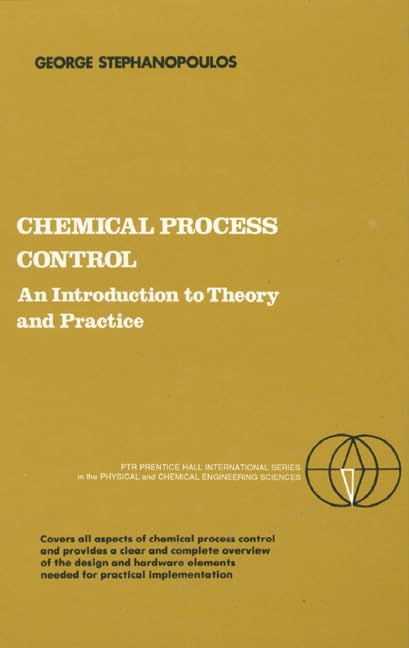 GEORGE STEPHANOPOULOS
CHEMICAL PROCESS
CONTROL
An Introduction to Theory
and Practice
PTR PRENTICE HALL INTERNATIONAL SERIES
in the PHYSICAL and CHEMICAL ENGINEERING SCIENCES
Covers all aspects of chemical process control
and provides a clear and complete overview
of the design and hardware elements
needed for practical implementation